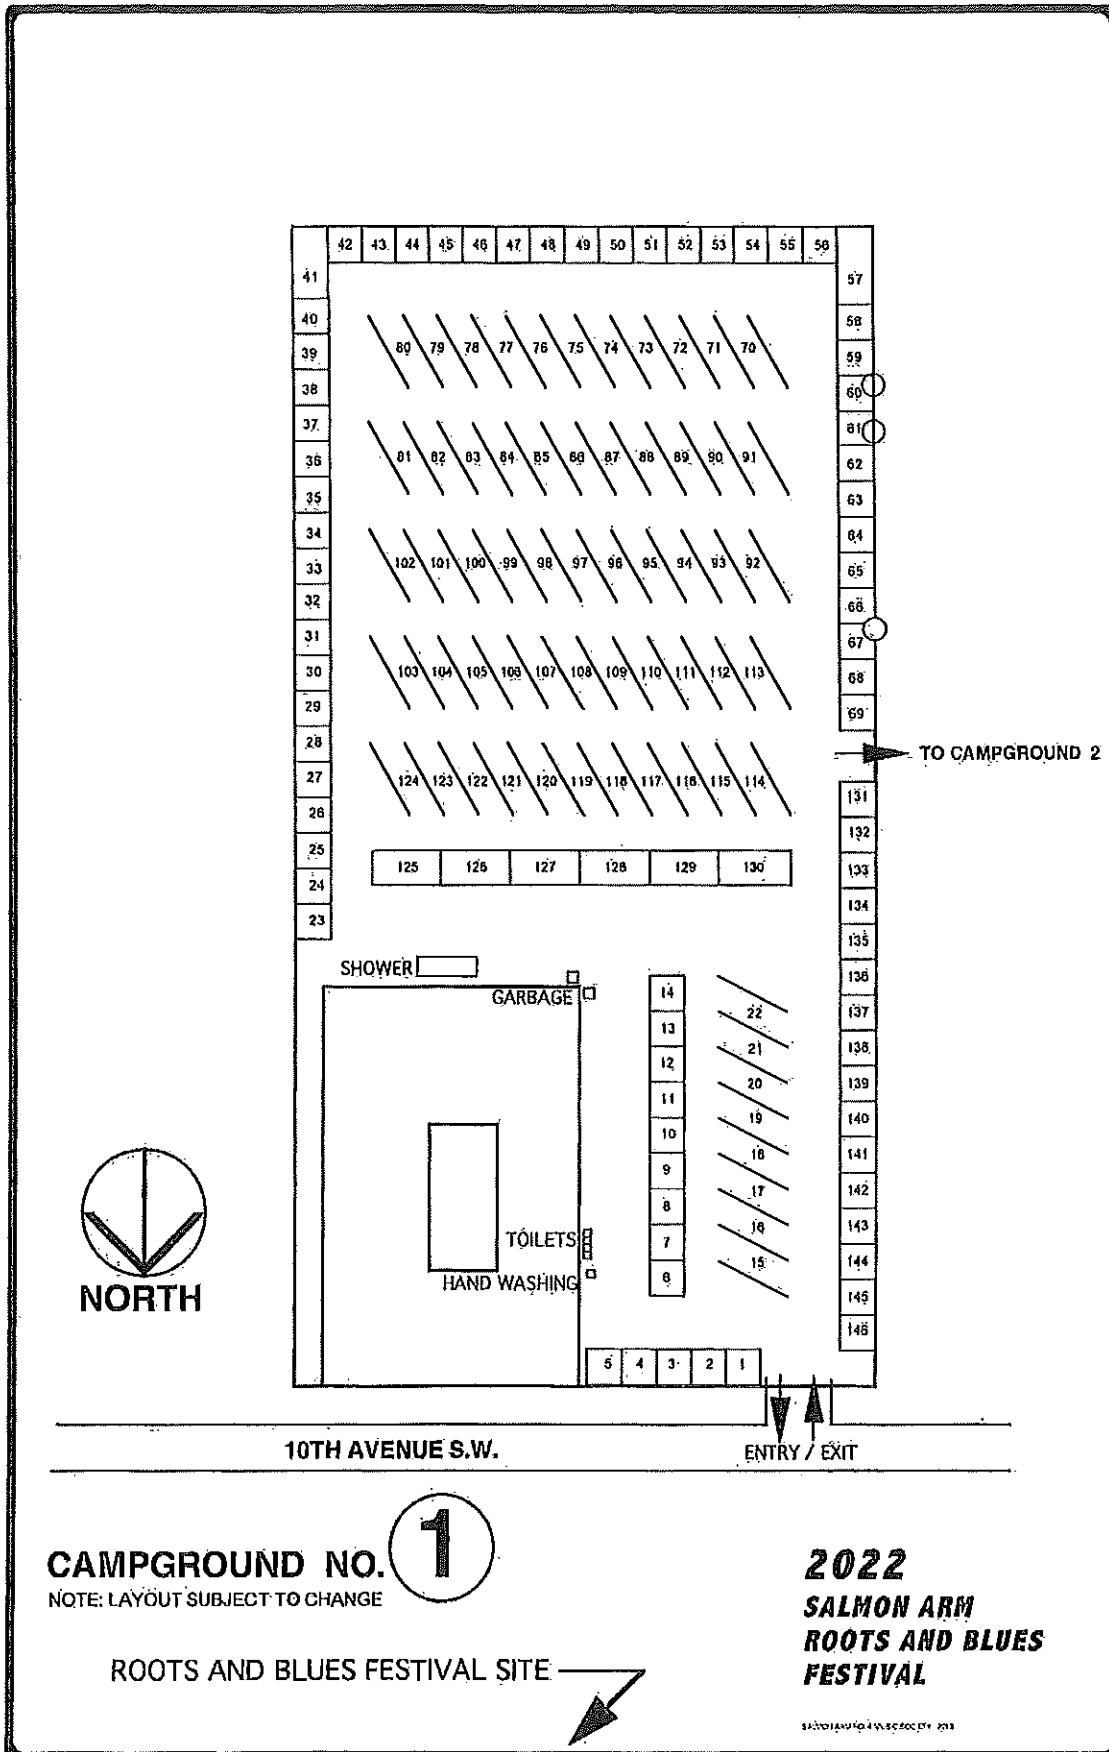 42 43 44 45 46 47 48 49 50 51 52 53 54 55 56
41 57
40 58
39 59
38 60
37 61
36 62
35 63
34 64
33 65
32 66
31 67
30 68
29 69
28
27 131
26 132
25 133
24 134
23 135
80 79 78 77 76 75 74 73 72 71 70
81 82 83 84 85 86 87 88 89 90 91
102 101 100 99 98 97 96 95 94 93 92
103 104 105 106 107 108 109 110 111 112 113
124 123 122 121 120 119 118 117 116 115 114
125 126 127 128 129 130
TO CAMPGROUND 2
SHOWER
GARBAGE
14 22 136
13 21 137
12 20 138
11 19 139
10 18 140
9 17 141
8 16 142
7 15 143
6 144
145
146
TOILETS
HAND WASHING
5 4 3 2 1
NORTH
10TH AVENUE S.W.
ENTRY / EXIT
CAMPGROUND NO. 1
NOTE: LAYOUT SUBJECT TO CHANGE
ROOTS AND BLUES FESTIVAL SITE
2022
SALMON ARM
ROOTS AND BLUES
FESTIVAL